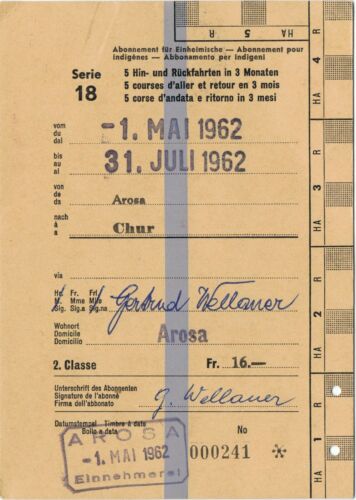 HA 5 R
Abonnement für Einheimische — Abonnement pour
indigènes — Abbonamento per indigeni
Serie
18
5 Hin- und Rückfahrten in 3 Monaten
5 courses d'aller et retour en 3 mois
5 corse d'andata e ritorno in 3 mesi
vom
du
dal
-1. MAI 1962
bis
au
al
31. JULI 1962
von
de
da
Arosa
nach
à
a
Chur
via
Hr. Fr. Frl
M. Mme Mlle
Sig. Sig.a Sig.na
Gertrud Wellauer
Wohnort
Domicile
Domicilio
Arosa
2. Classe
Fr. 16.—
Unterschrift des Abonnenten
Signature de l'abonné
Firma dell'abbonato
G. Wellauer
Datumstempel - Timbre à date
Bollo a data
No
000241 *
AROSA
-1. MAI 1962
Einnehmerei
HA 4 R
HA 3 R
HA 2 R
HA 1 R